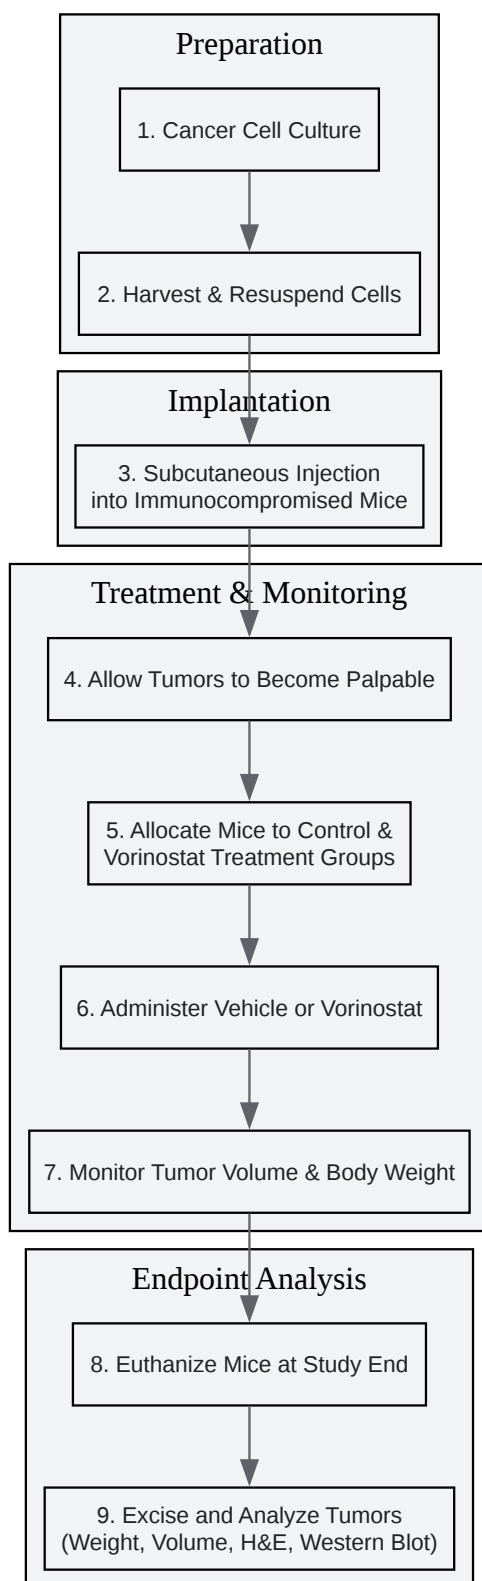 Preparation
1. Cancer Cell Culture
2. Harvest & Resuspend Cells
Implantation
3. Subcutaneous Injection
into Immunocompromised Mice
Treatment & Monitoring
4. Allow Tumors to Become Palpable
5. Allocate Mice to Control &
Vorinostat Treatment Groups
6. Administer Vehicle or Vorinostat
7. Monitor Tumor Volume & Body Weight
Endpoint Analysis
8. Euthanize Mice at Study End
9. Excise and Analyze Tumors
(Weight, Volume, H&E, Western Blot)